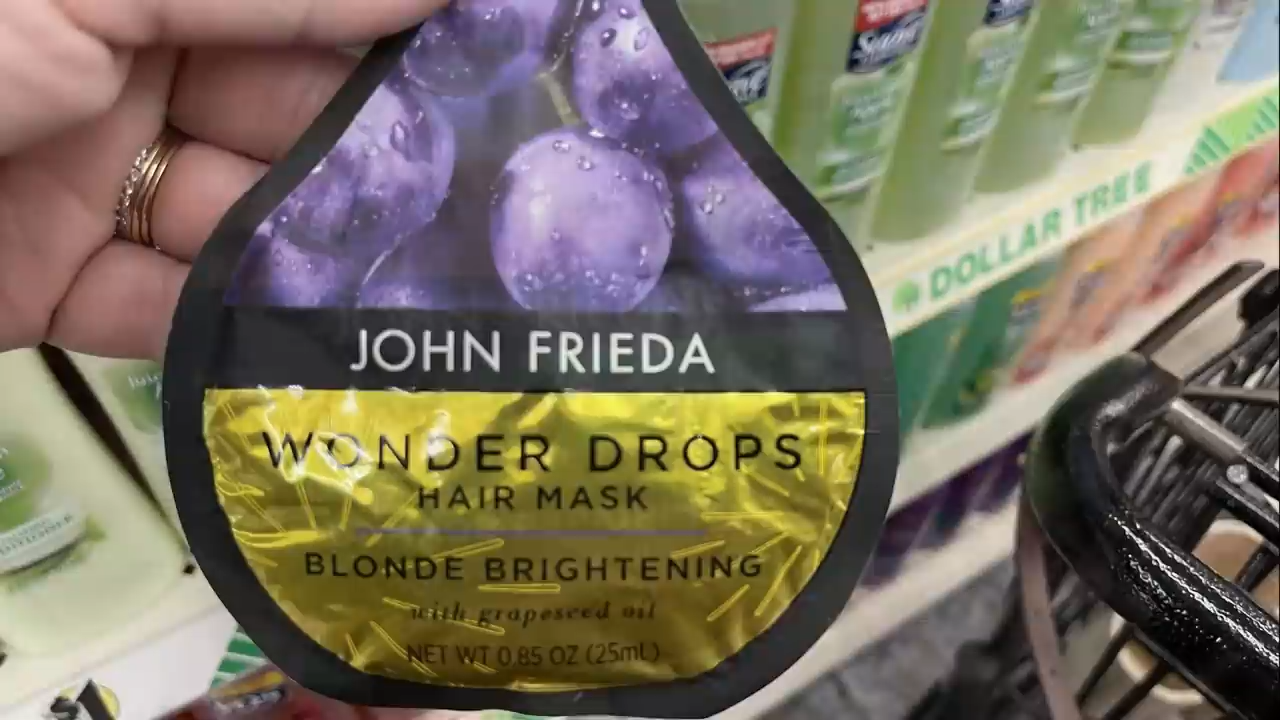 JOHN FRIEDA
WONDER DROPS
HAIR MASK
BLONDE BRIGHTENING
with grapeseed oil
NET WT 0.85 OZ (25mL)
DOLLAR TREE
$1